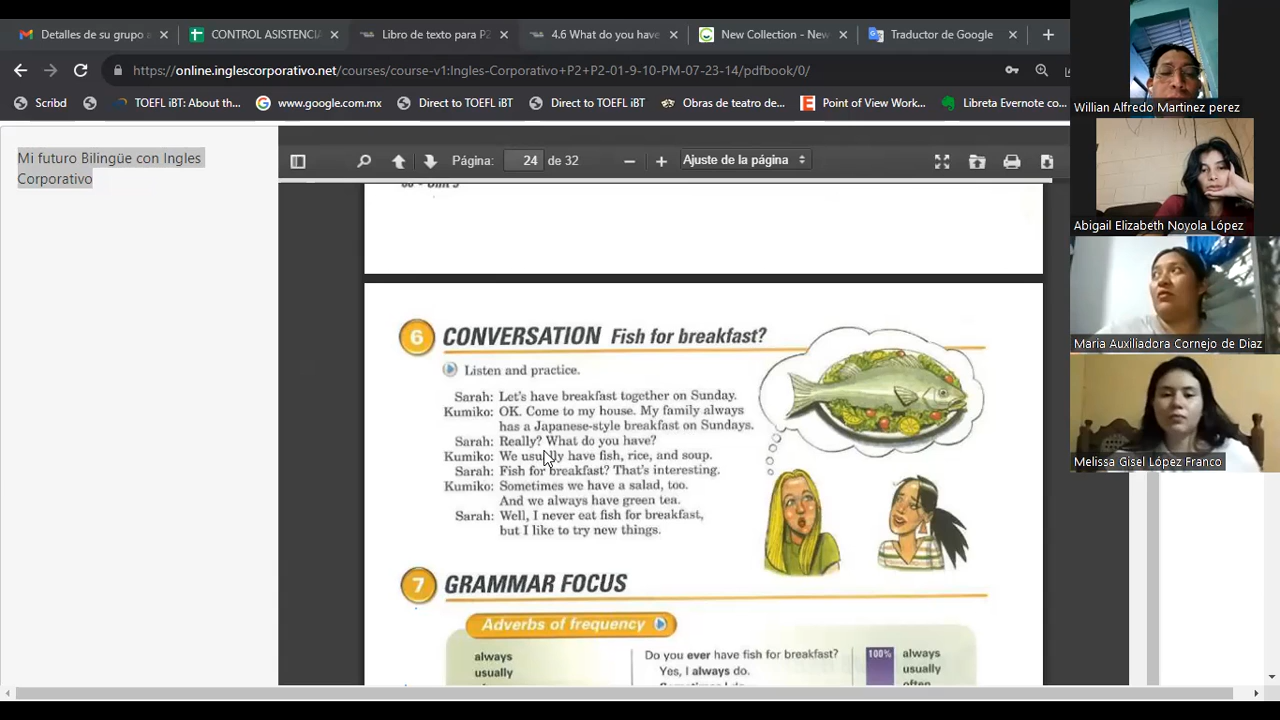 Detalles de su grupo a
CONTROL ASISTENCI
Libro de texto para P2
4.6 What do you have
New Collection - New
Traductor de Google
https://online.inglescorporativo.net/courses/course-v1:InglesCorporativo+P2+P2-01-9-10-PM-07-23-14/pdfbook/0/
Scribd
TOEFL iBT: About th...
www.google.com.mx
Direct to TOEFL iBT
Direct to TOEFL iBT
Obras de teatro de...
Point of View Work...
Libreta Evernote co...
Mi futuro Bilingüe con Ingles
Corporativo
Página: 24 de 32
Ajuste de la página
6 CONVERSATION Fish for breakfast?
Listen and practice.
Sarah: Let's have breakfast together on Sunday.
Kumiko: OK. Come to my house. My family always
has a Japanese-style breakfast on Sundays.
Sarah: Really? What do you have?
Kumiko: We usually have fish, rice, and soup.
Sarah: Fish for breakfast? That's interesting.
Kumiko: Sometimes we have a salad, too.
And we always have green tea.
Sarah: Well, I never eat fish for breakfast,
but I like to try new things.
7 GRAMMAR FOCUS
Adverbs of frequency
always
usually
Do you ever have fish for breakfast?
Yes, I always do.
100% always
usually
Willian Alfredo Martinez perez
Abigail Elizabeth Noyola López
Maria Auxiliadora Cornejo de Diaz
Melissa Gisel López Franco